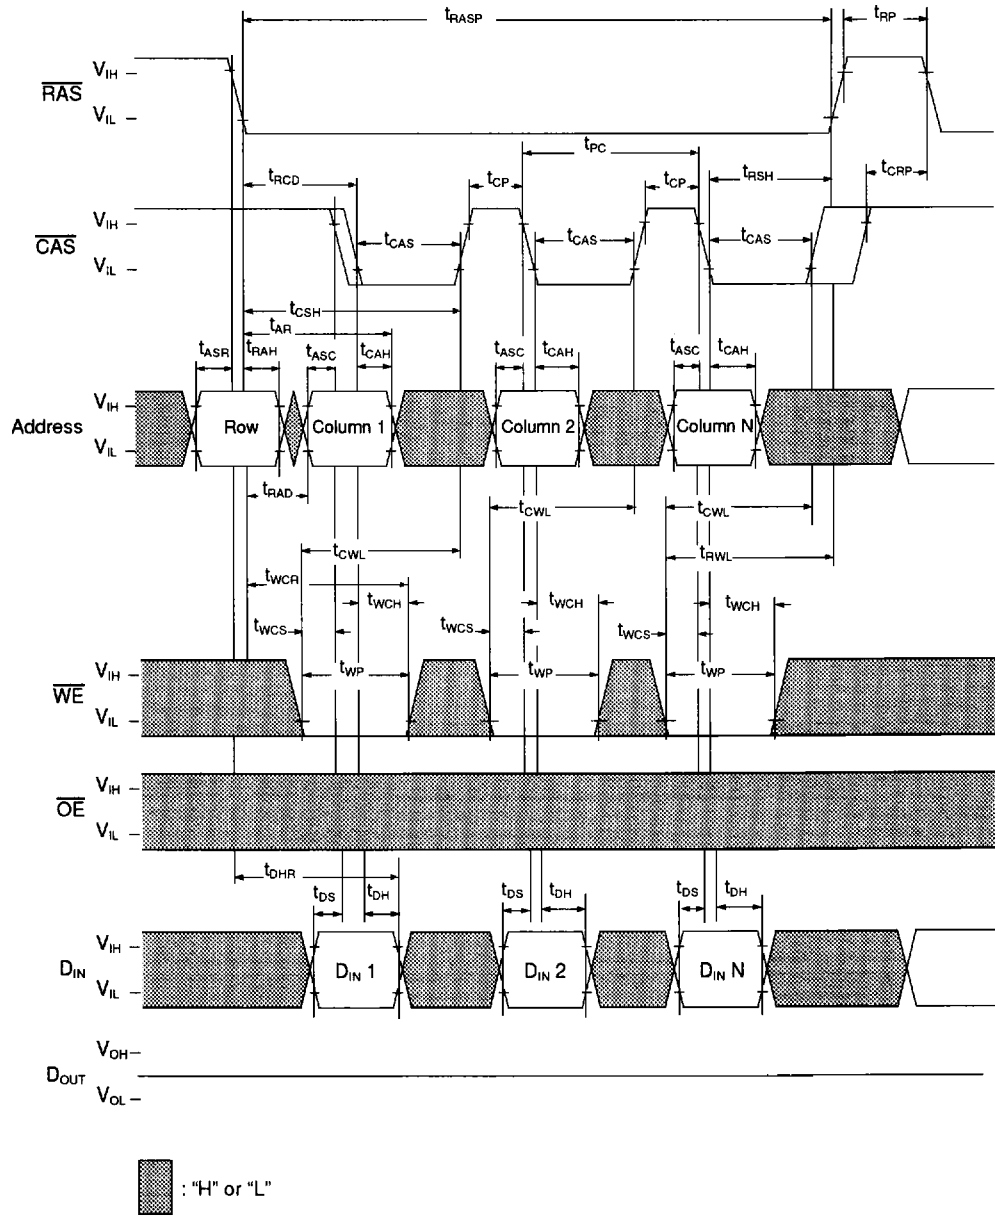 tRASP
tRP
VIH
RAS
VIL
tPC
tRCD
tCP
tCP
tRSH
tCRP
VIH
CAS
VIL
tCAS
tCAS
tCAS
tCSH
tAR
tASR
tRAH
tASC
tCAH
tASC
tCAH
tASC
tCAH
VIH
Address
VIL
Row
Column 1
Column 2
Column N
tRAD
tCWL
tCWL
tCWL
tRWL
tWCR
tWCH
tWCH
tWCH
tWCS
tWCS
tWCS
VIH
WE
VIL
tWP
tWP
tWP
VIH
OE
VIL
tDHR
tDS
tDH
tDS
tDH
tDS
tDH
VIH
DIN
VIL
DIN 1
DIN 2
DIN N
VOH
DOUT
VOL
: "H" or "L"